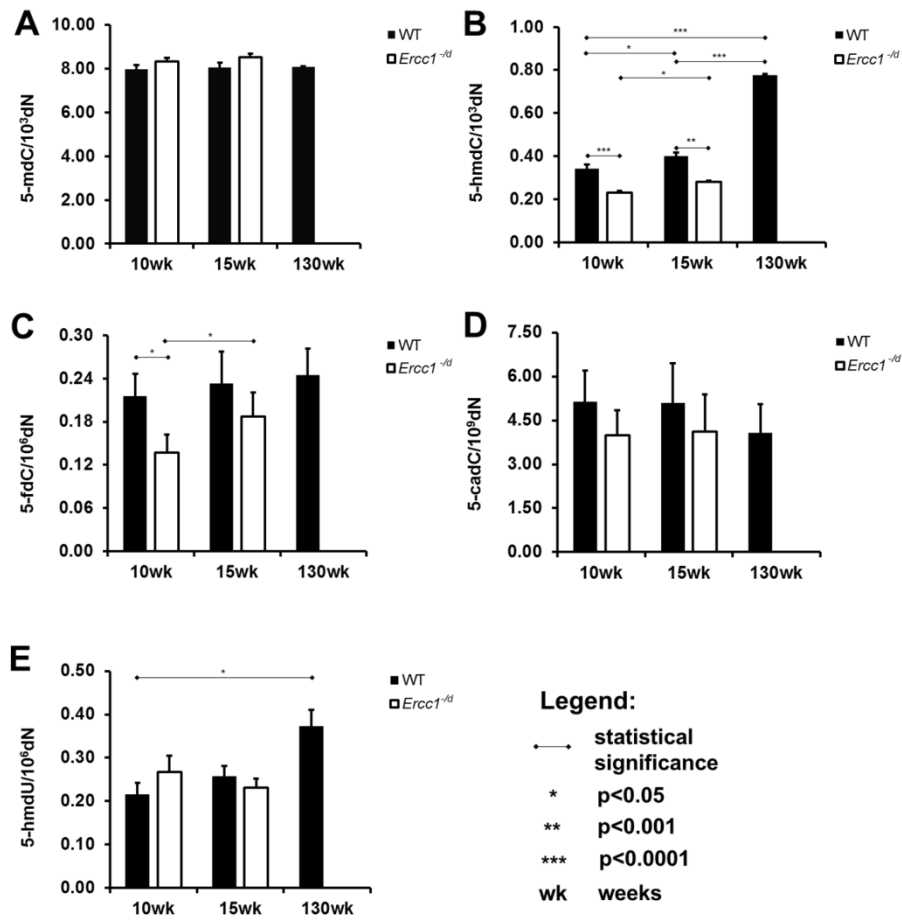 A
5-mdC/10³dN
10.00
8.00
6.00
4.00
2.00
0.00
10wk 15wk 130wk
WT
Ercc1⁻/ᵈ
B
5-hmdC/10³dN
1.00
0.80
0.60
0.40
0.20
0.00
***
*
***
*
***
**
10wk 15wk 130wk
WT
Ercc1⁻/ᵈ
C
5-fdC/10⁶dN
0.30
0.24
0.18
0.12
0.06
0.00
*
*
10wk 15wk 130wk
WT
Ercc1⁻/ᵈ
D
5-cadC/10⁹dN
7.50
6.00
4.50
3.00
1.50
0.00
10wk 15wk 130wk
WT
Ercc1⁻/ᵈ
E
5-hmdU/10⁶dN
0.50
0.40
0.30
0.20
0.10
0.00
*
10wk 15wk 130wk
WT
Ercc1⁻/ᵈ
Legend:
statistical
significance
* p<0.05
** p<0.001
*** p<0.0001
wk weeks